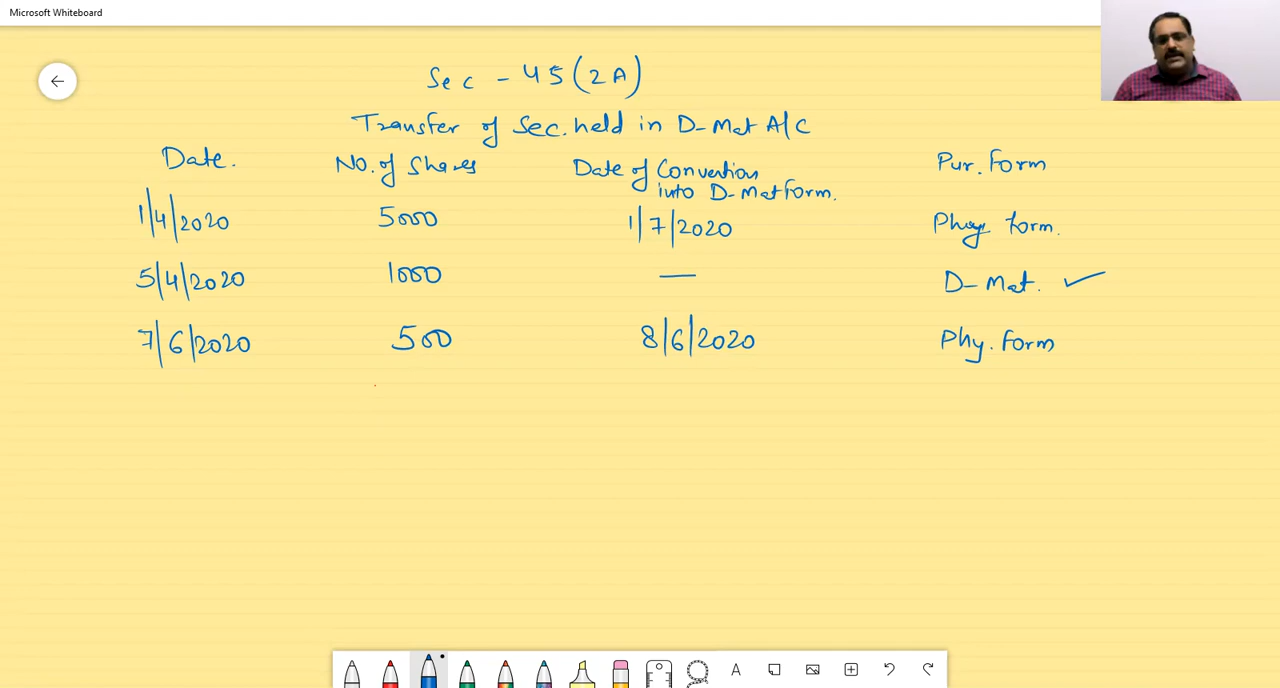 Microsoft Whiteboard
Sec - 45(2A)
Transfer of Sec. held in D-Mat A/C
Date. No. of Shares Date of Convention into D-Mat Form. Pur. Form
1/4/2020 5000 1/7/2020 Phy form.
5/4/2020 1000 — D-Mat. ✓
7/6/2020 500 8/6/2020 Phy. Form
A